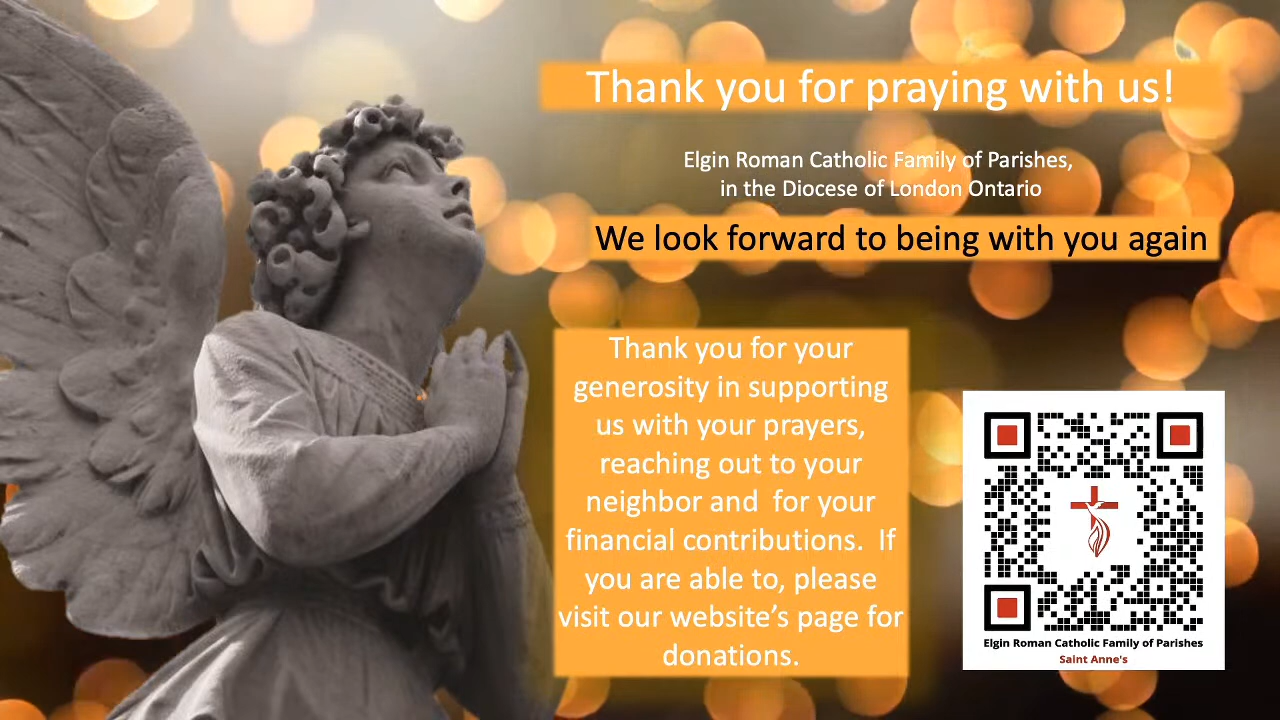 Thank you for praying with us!
Elgin Roman Catholic Family of Parishes,
in the Diocese of London Ontario
We look forward to being with you again
Thank you for your
generosity in supporting
us with your prayers,
reaching out to your
neighbor and  for your
financial contributions.  If
you are able to, please
visit our website’s page for
donations.
Elgin Roman Catholic Family of Parishes
Saint Anne's